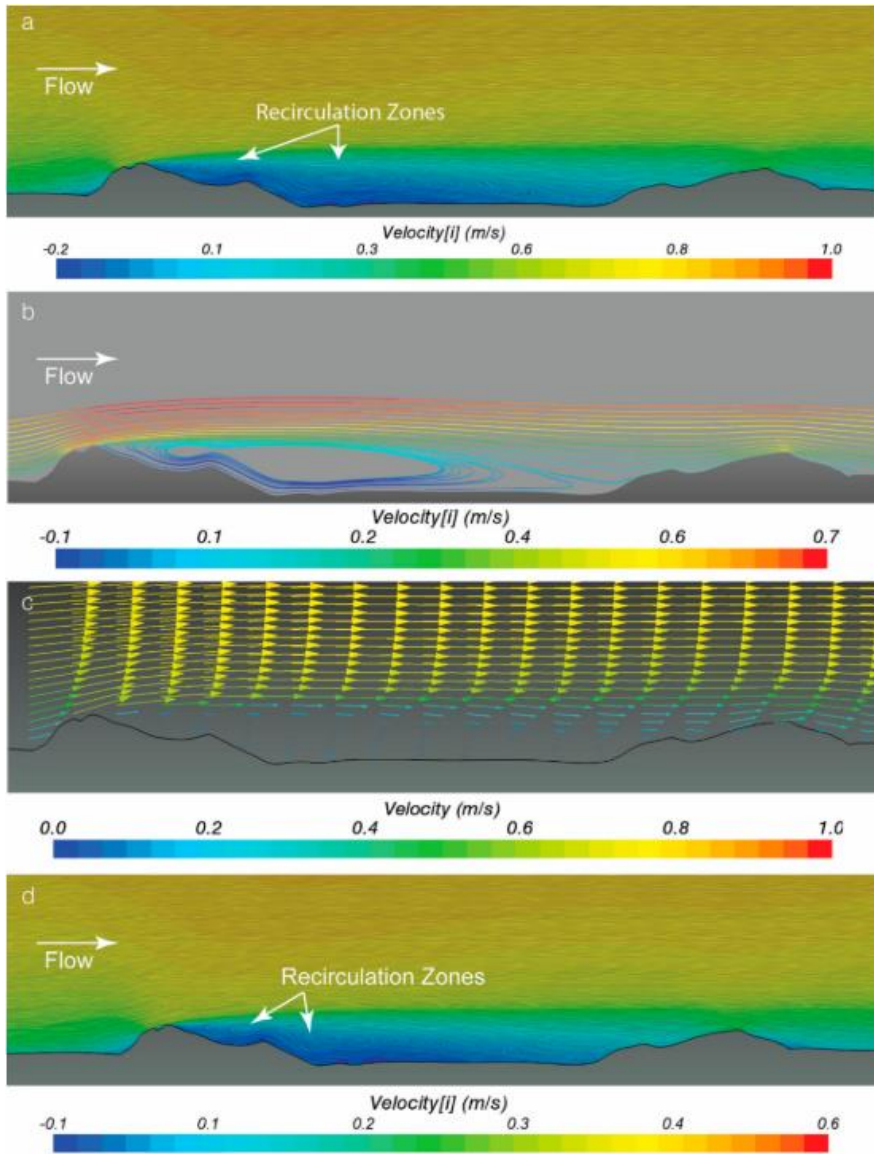 a
Flow
Recirculation Zones
Velocity[i] (m/s)
-0.2 0.1 0.3 0.6 0.8 1.0
b
Flow
Velocity[i] (m/s)
-0.1 0.1 0.2 0.4 0.6 0.7
c
Velocity (m/s)
0.0 0.2 0.4 0.6 0.8 1.0
d
Flow
Recirculation Zones
Velocity[i] (m/s)
-0.1 0.1 0.2 0.3 0.4 0.6